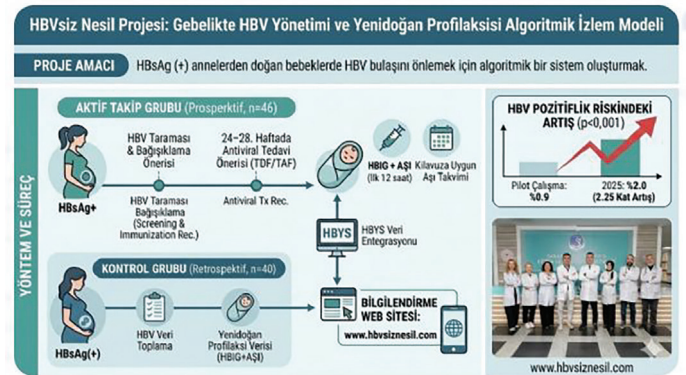 HBVsiz Nesil Projesi: Gebelikte HBV Yönetimi ve Yenidoğan Profilaksisi Algoritmik İzlem Modeli
PROJE AMACI
HBsAg (+) annelerden doğan bebeklerde HBV bulaşını önlemek için algoritmik bir sistem oluşturmak.
YÖNTEM VE SÜREÇ
AKTİF TAKİP GRUBU (Prosperktif, n=46)
HBsAg+
HBV Taraması
& Bağışıklama
Önerisi
HBV Taraması
Bağışıklama
(Screening &
Immunization Rec.)
24–28. Haftada
Antiviral Tedavi
Önerisi (TDF/TAF)
Antiviral Tx Rec.
HBIG + AŞI
(İlk 12 saat)
Kılavuza Uygun
Aşı Takvimi
HBYS
HBYS Veri
Entegrasyonu
KONTROL GRUBU (Retrospektif, n=40)
HBsAg(+)
HBV Veri
Toplama
Yenidoğan
Profilaksi Verisi
(HBIG+AŞI)
BİLGİLENDİRME
WEB SİTESİ:
www.hbvsiznesil.com
HBV POZİTİFLİK RİSKİNDEKİ
ARTIŞ (p<0,001)
Pilot Çalışma:
%0.9
2025: %2.0
(2.25 Kat Artış)
www.hbvsiznesil.com